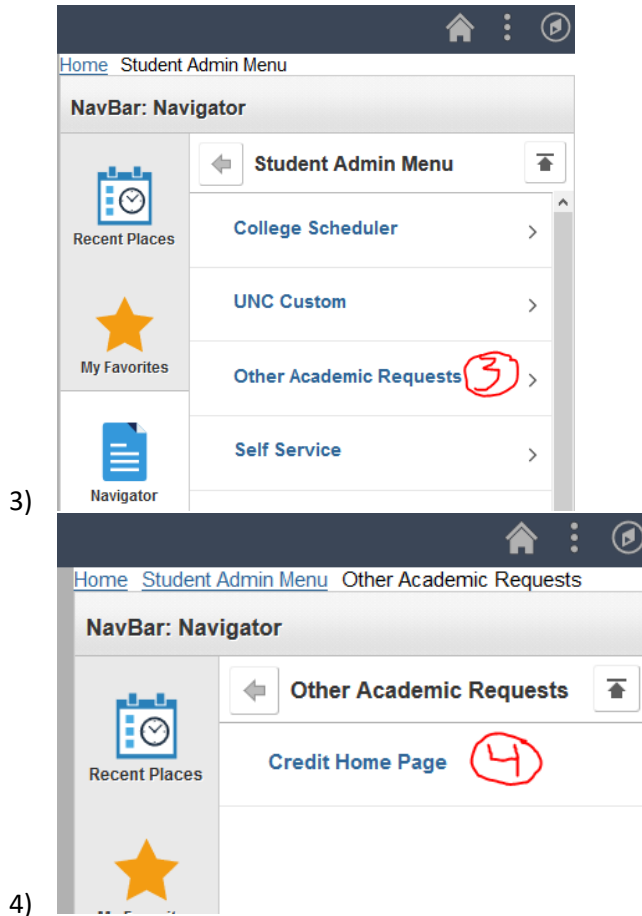 Home Student Admin Menu
NavBar: Navigator
Student Admin Menu
Recent Places
College Scheduler
UNC Custom
My Favorites
Other Academic Requests 3
Self Service
Navigator
3)
Home Student Admin Menu Other Academic Requests
NavBar: Navigator
Other Academic Requests
Recent Places
Credit Home Page 4
4)